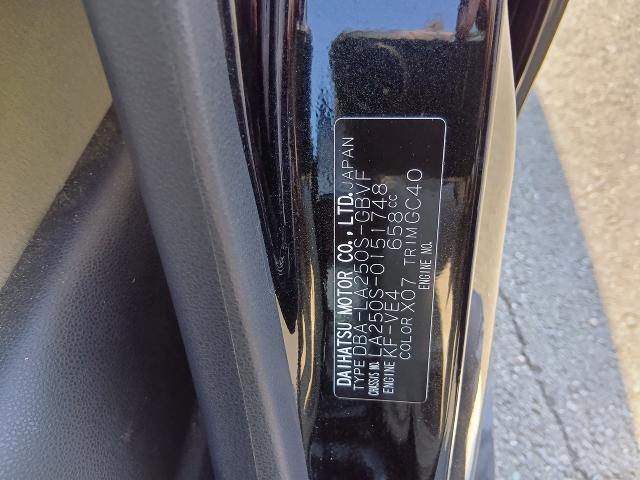 DAIHATSU MOTOR CO., LTD. JAPAN
TYPE DBA-LA250S-GBVF
CHASSIS NO. LA250S-0151748
ENGINE KF-VE4 658cc
COLOR X07 TRIM GC40
ENGINE NO.